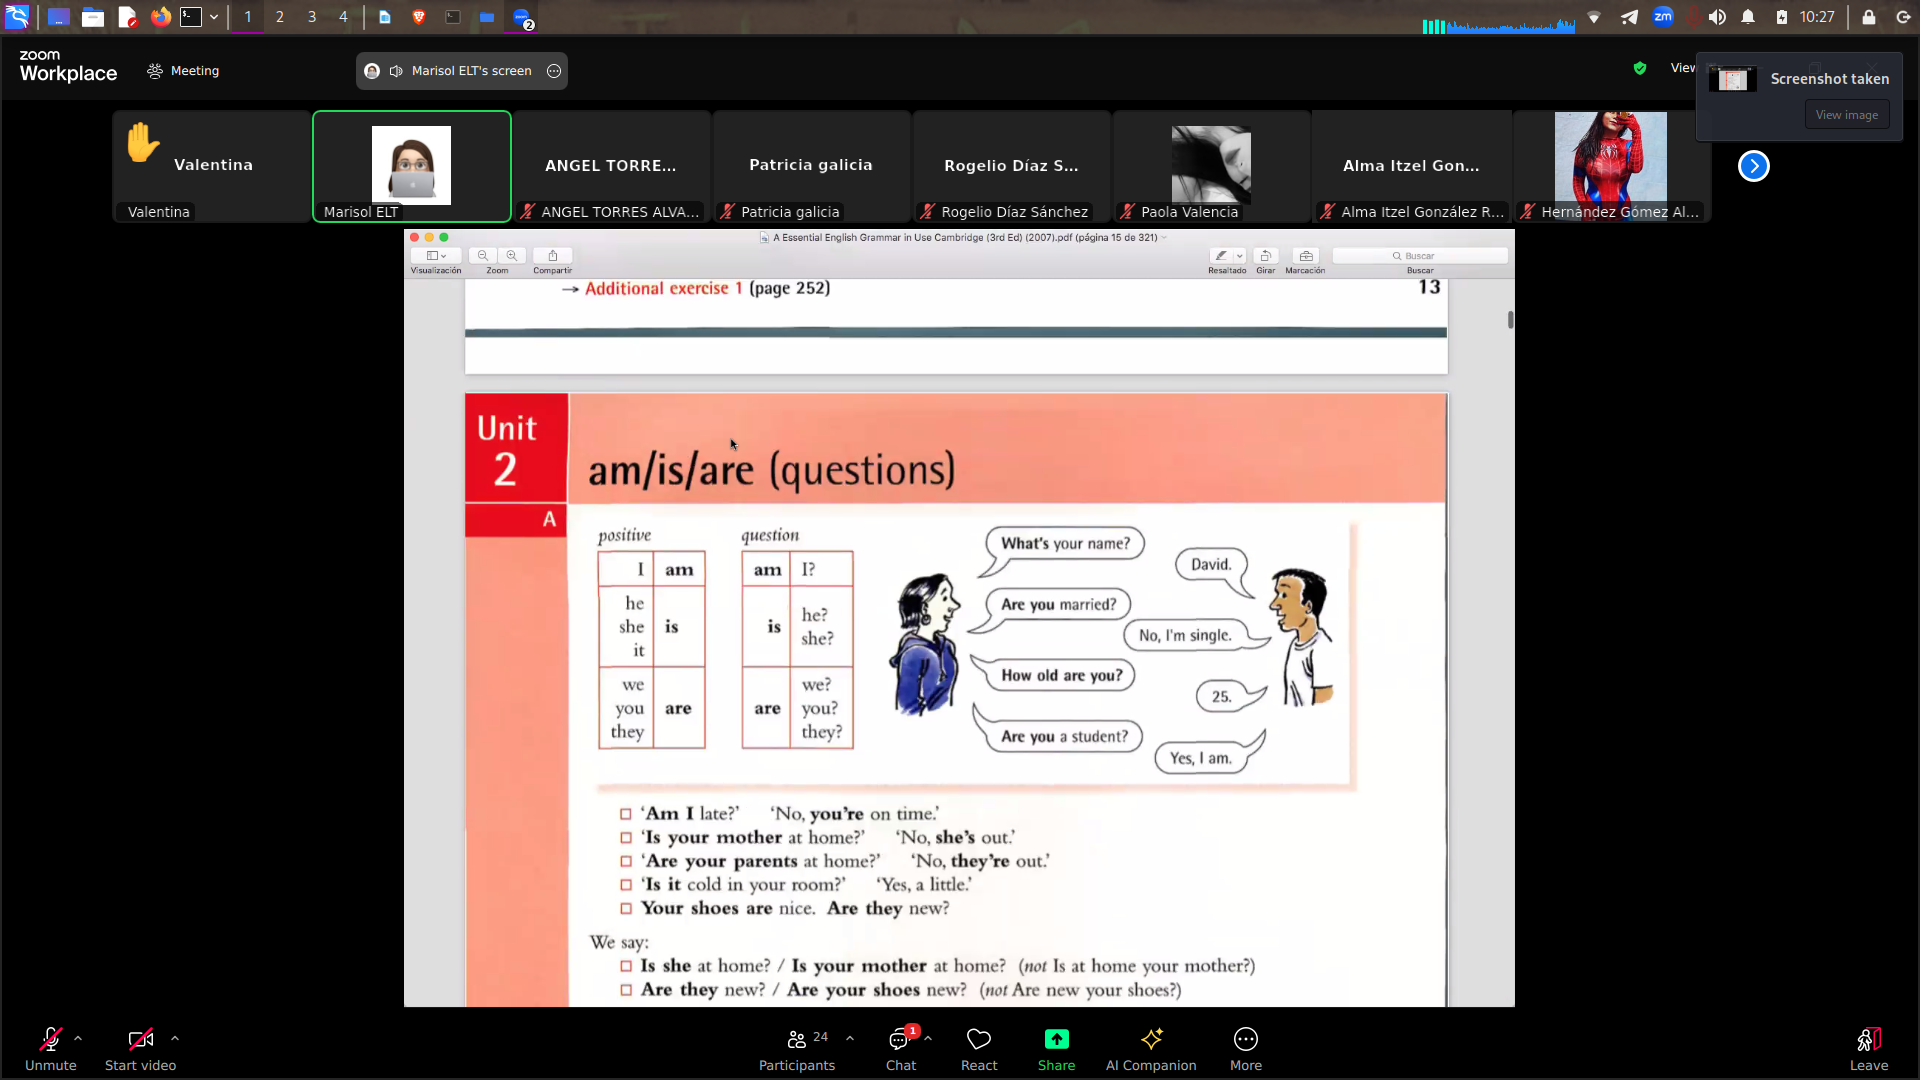 1 2 3 4
2
zm
10:27
zoom
Workplace
Meeting
Marisol ELT's screen
View
Screenshot taken
View image
Valentina
Valentina
Marisol ELT
ANGEL TORRE...
ANGEL TORRES ALVA...
Patricia galicia
Patricia galicia
Rogelio Díaz S...
Rogelio Díaz Sánchez
Paola Valencia
Alma Itzel Gon...
Alma Itzel González R...
Hernández Gómez Al...
A Essential English Grammar in Use Cambridge (3rd Ed) (2007).pdf (página 15 de 321)
Visualización
Zoom
Compartir
Resaltado
Girar
Marcación
Buscar
Buscar
→ Additional exercise 1 (page 252)
13
Unit
2
am/is/are (questions)
A
positive
I am
he
she is
it
we
you are
they
question
am I?
is he?
she?
are we?
you?
they?
What's your name?
David.
Are you married?
No, I'm single.
How old are you?
25.
Are you a student?
Yes, I am.
'Am I late?' 'No, you're on time.'
'Is your mother at home?' 'No, she's out.'
'Are your parents at home?' 'No, they're out.'
'Is it cold in your room?' 'Yes, a little.'
Your shoes are nice. Are they new?
We say:
Is she at home? / Is your mother at home? (not Is at home your mother?)
Are they new? / Are your shoes new? (not Are new your shoes?)
Unmute
Start video
24
Participants
1
Chat
React
Share
AI Companion
More
Leave